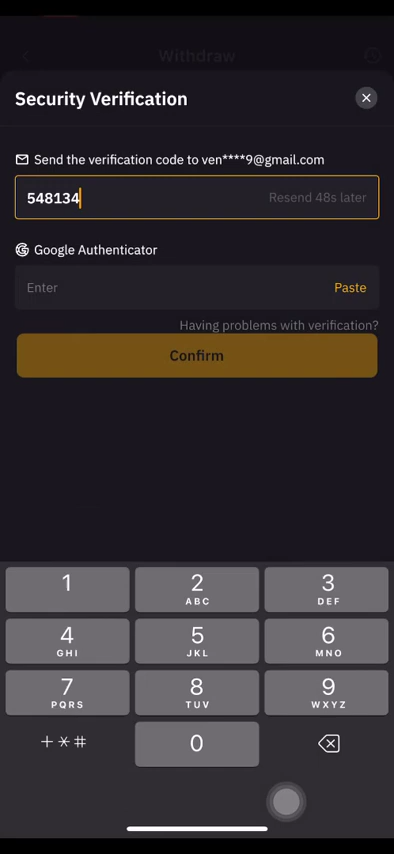 Withdraw
Security Verification
Send the verification code to ven****9@gmail.com
548134 Resend 48s later
Google Authenticator
Enter Paste
Having problems with verification?
Confirm
1 2 3
ABC DEF
4 5 6
GHI JKL MNO
7 8 9
PQRS TUV WXYZ
+*# 0